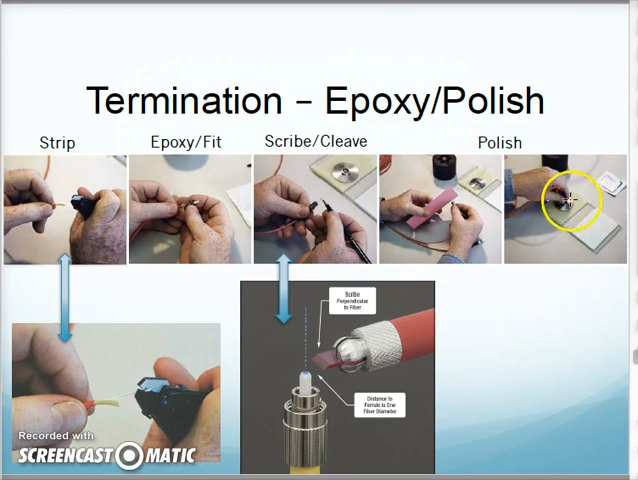 Termination – Epoxy/Polish
Strip
Epoxy/Fit
Scribe/Cleave
Polish
Scribe
Perpendicular
to Fiber
Distance to
Ferrule is One
Fiber Diameter
Recorded with
SCREENCAST MATIC